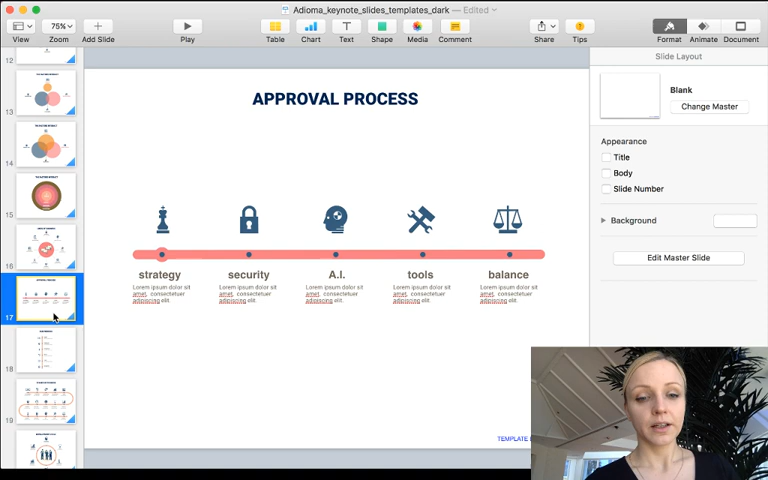 Adioma_keynote_slides_templates_dark — Edited
75%
View
Zoom
Add Slide
Play
Table
Chart
Text
Shape
Media
Comment
Share
Tips
Format
Animate
Document
12
13
14
15
16
17
18
19
APPROVAL PROCESS
strategy
security
A.I.
tools
balance
Lorem ipsum dolor sit
amet, consectetuer
adipiscing elit.
Lorem ipsum dolor sit
amet, consectetuer
adipiscing elit.
Lorem ipsum dolor sit
amet, consectetuer
adipiscing elit.
Lorem ipsum dolor sit
amet, consectetuer
adipiscing elit.
Lorem ipsum dolor sit
amet, consectetuer
adipiscing elit.
TEMPLATE
Slide Layout
Blank
Change Master
Appearance
Title
Body
Slide Number
Background
Edit Master Slide